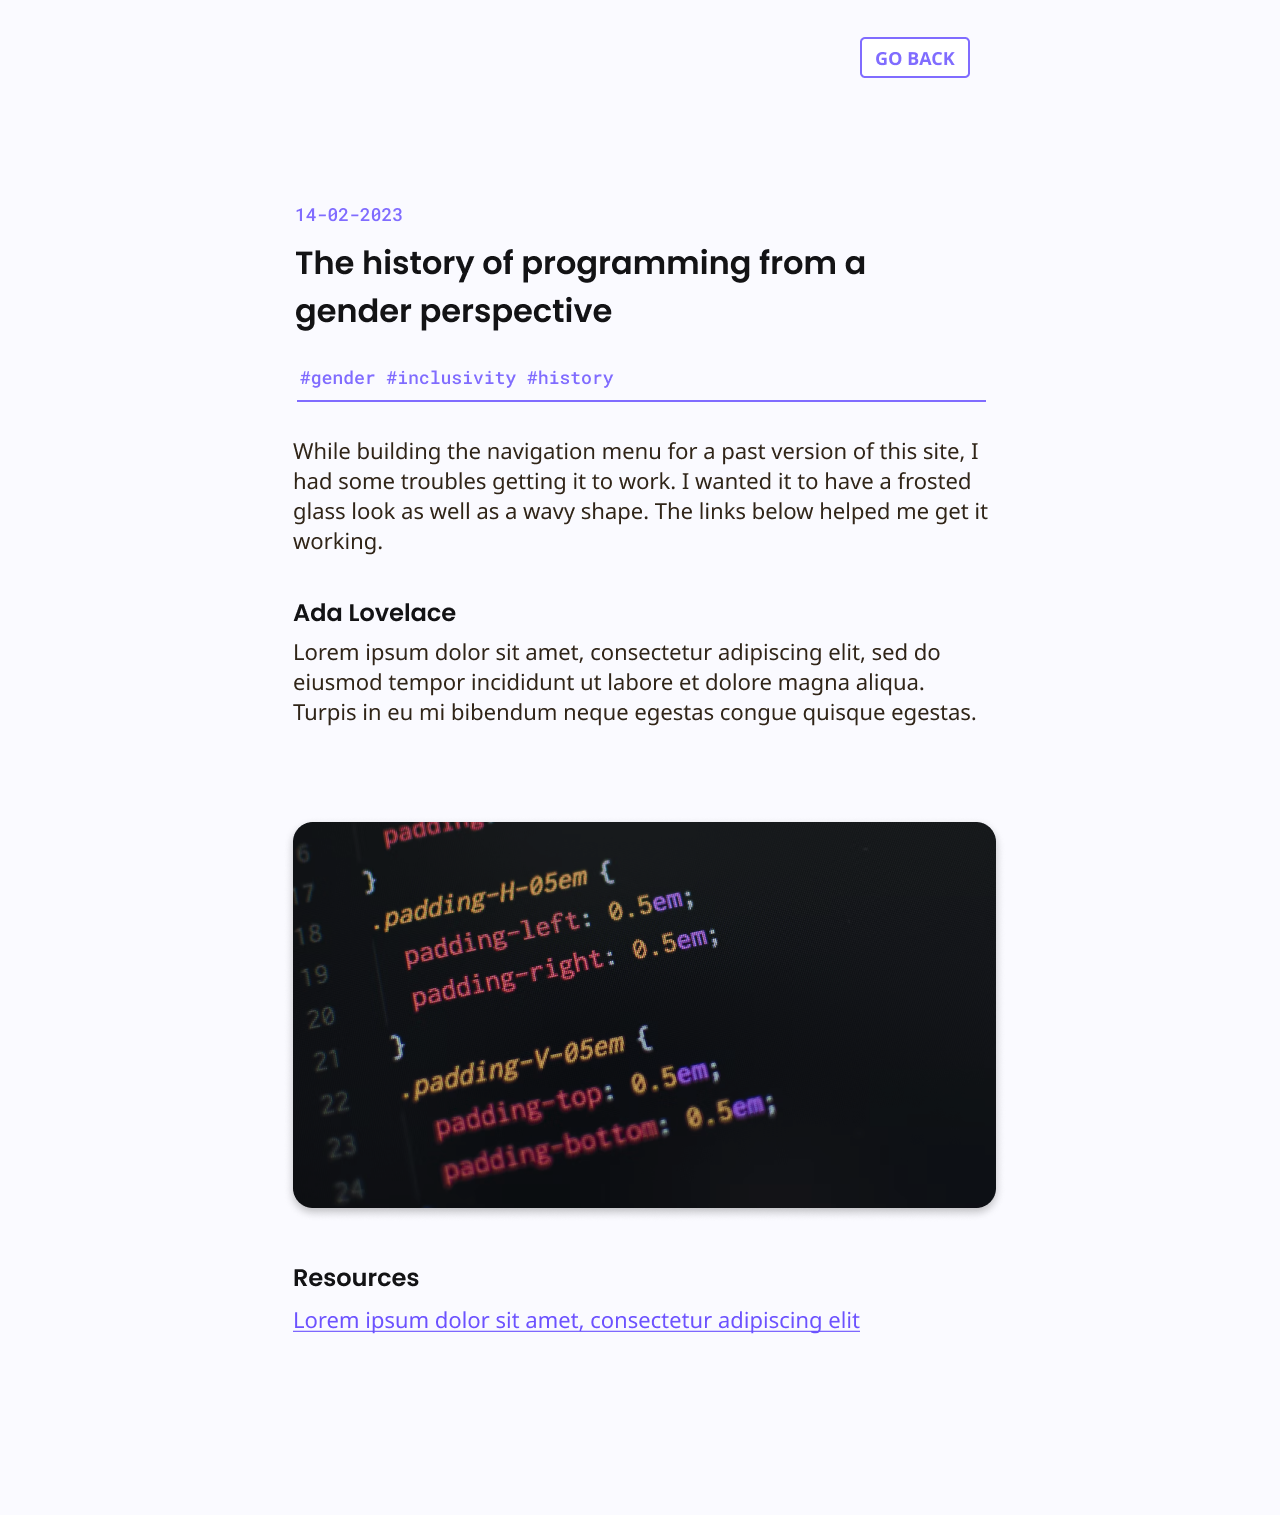 GO BACK
14-02-2023
The history of programming from a
gender perspective
#gender #inclusivity #history
While building the navigation menu for a past version of this site, I
had some troubles getting it to work. I wanted it to have a frosted
glass look as well as a wavy shape. The links below helped me get it
working.
Ada Lovelace
Lorem ipsum dolor sit amet, consectetur adipiscing elit, sed do
eiusmod tempor incididunt ut labore et dolore magna aliqua.
Turpis in eu mi bibendum neque egestas congue quisque egestas.
6 padding
17 }
18 .padding-H-05em {
19 padding-left: 0.5em;
20 padding-right: 0.5em;
21 }
22 .padding-V-05em {
23 padding-top: 0.5em;
24 padding-bottom: 0.5em;
Resources
Lorem ipsum dolor sit amet, consectetur adipiscing elit